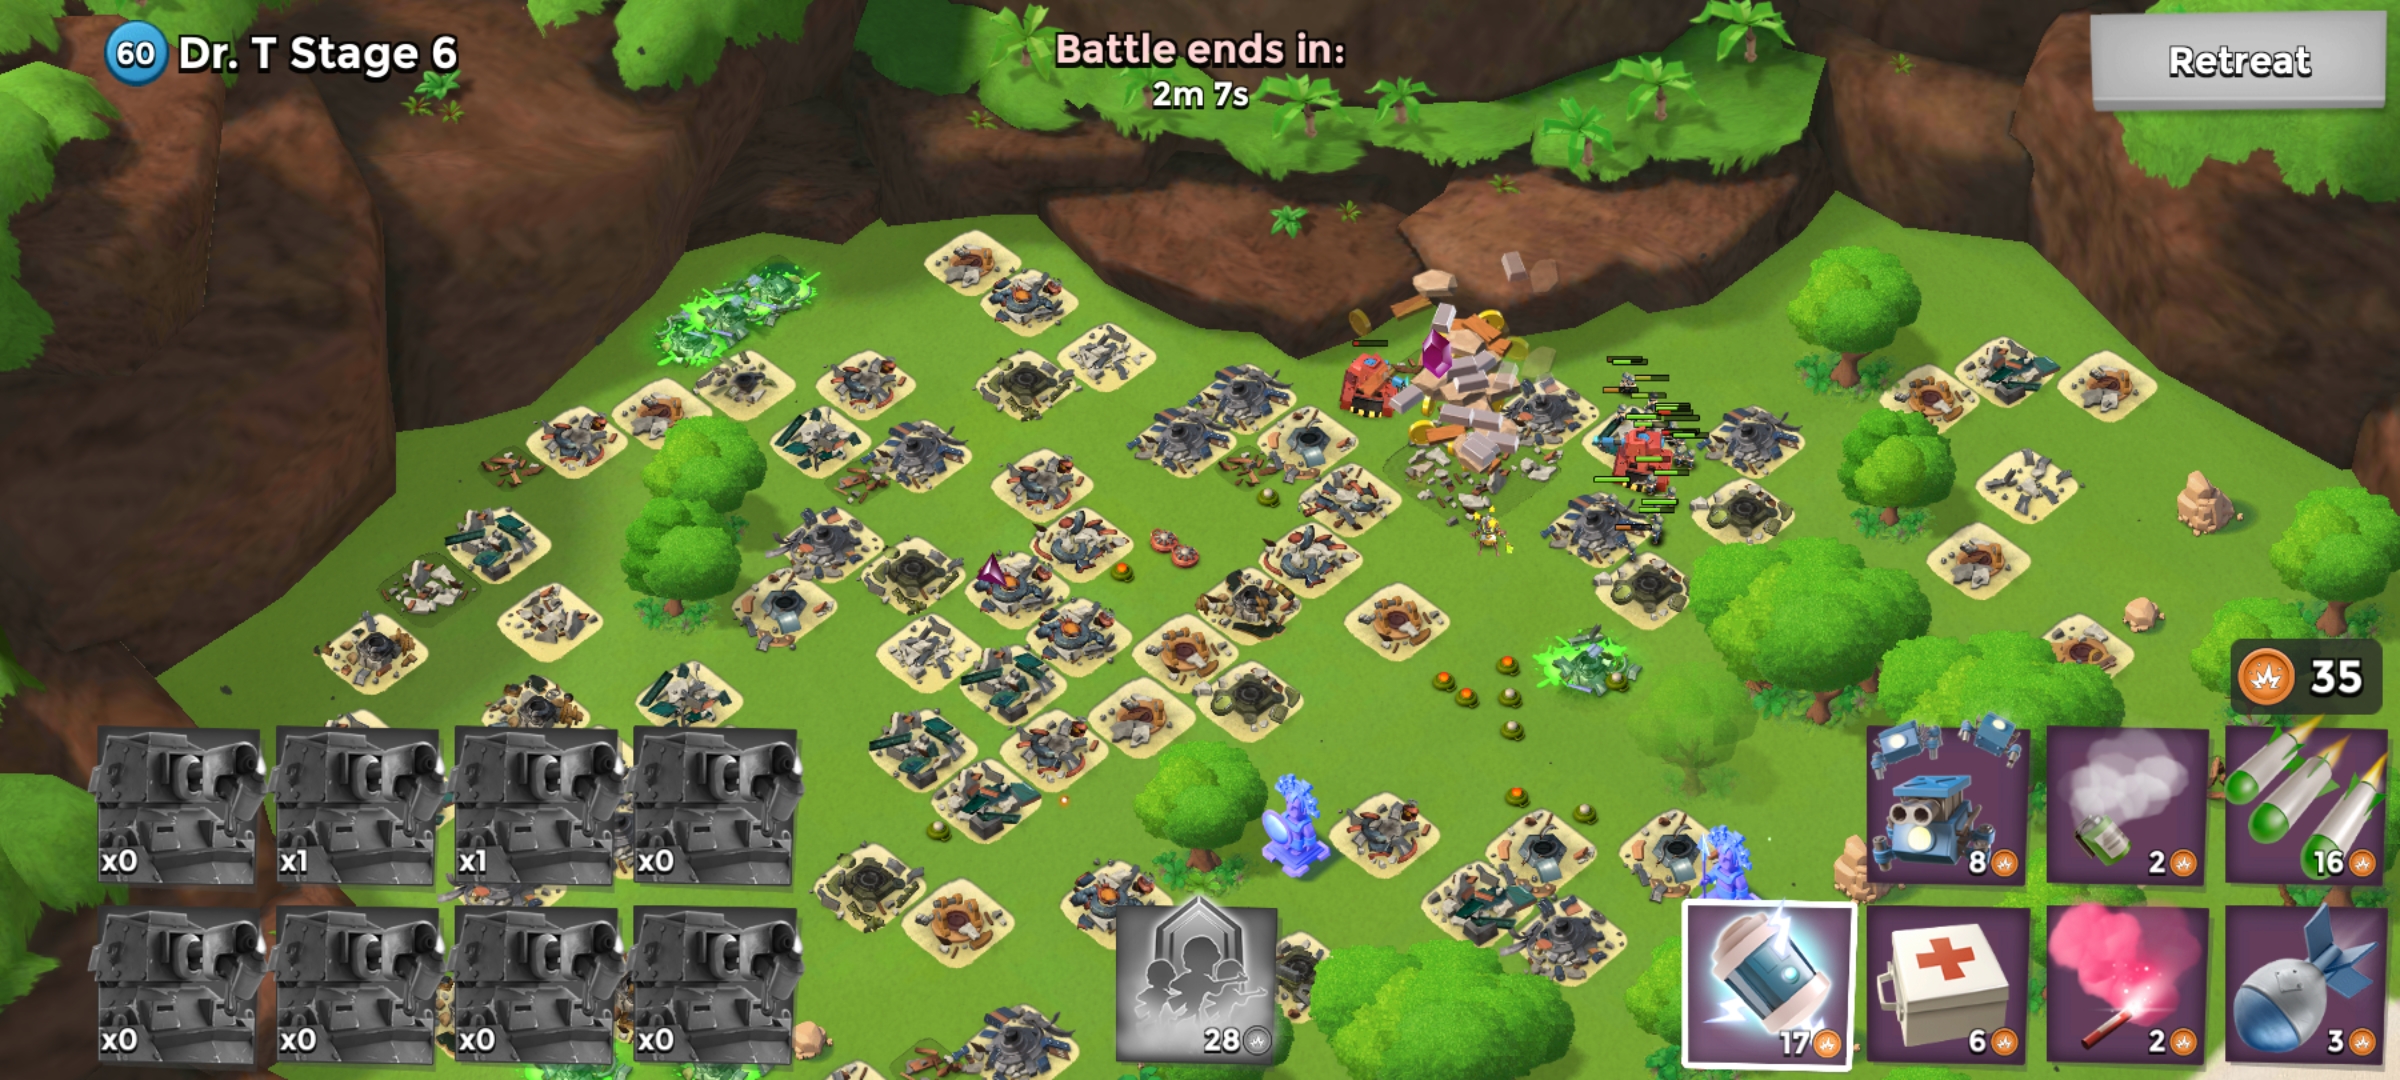 60 Dr. T Stage 6
Battle ends in:
2m 7s
Retreat
35
x0
x1
x1
x0
8
2
16
x0
x0
x0
x0
28
17
6
2
3